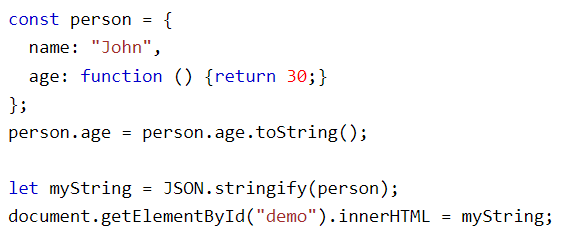 const person = {
  name: "John",
  age: function () {return 30;}
};
person.age = person.age.toString();

let myString = JSON.stringify(person);
document.getElementById("demo").innerHTML = myString;